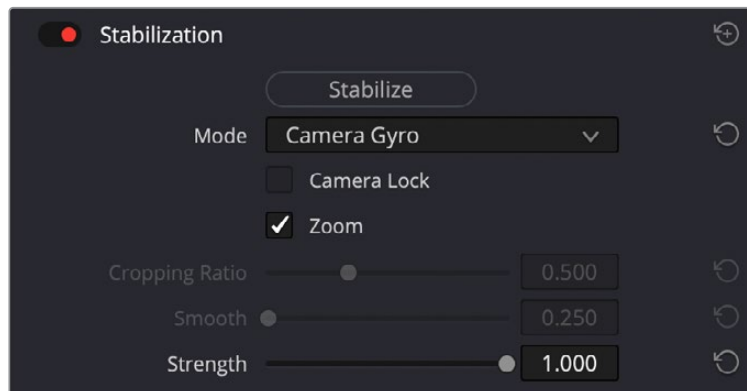 Stabilization
Stabilize
Mode Camera Gyro
Camera Lock
Zoom
Cropping Ratio 0.500
Smooth 0.250
Strength 1.000